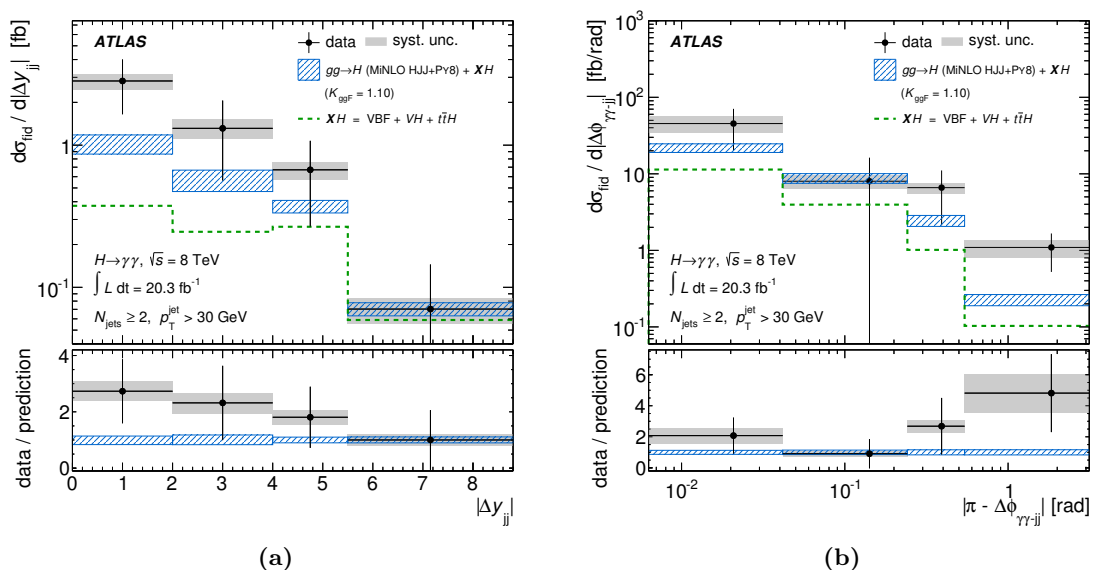 dσ_fid / d|Δy_jj| [fb]
ATLAS
data syst. unc.
gg→H (MiNLO HJJ+PY8) + XH
(K_ggF = 1.10)
XH = VBF + VH + tt̄H
1
10⁻¹
H→γγ, √s = 8 TeV
∫ L dt = 20.3 fb⁻¹
N_jets ≥ 2, p_T^jet > 30 GeV
data / prediction
4
2
0
0 1 2 3 4 5 6 7 8
|Δy_jj|
(a)
dσ_fid / d|Δϕ_γγ-jj| [fb/rad]
ATLAS
data syst. unc.
gg→H (MiNLO HJJ+PY8) + XH
(K_ggF = 1.10)
XH = VBF + VH + tt̄H
10³
10²
10
1
10⁻¹
H→γγ, √s = 8 TeV
∫ L dt = 20.3 fb⁻¹
N_jets ≥ 2, p_T^jet > 30 GeV
data / prediction
6
4
2
0
10⁻² 10⁻¹ 1
|π - Δϕ_γγ-jj| [rad]
(b)